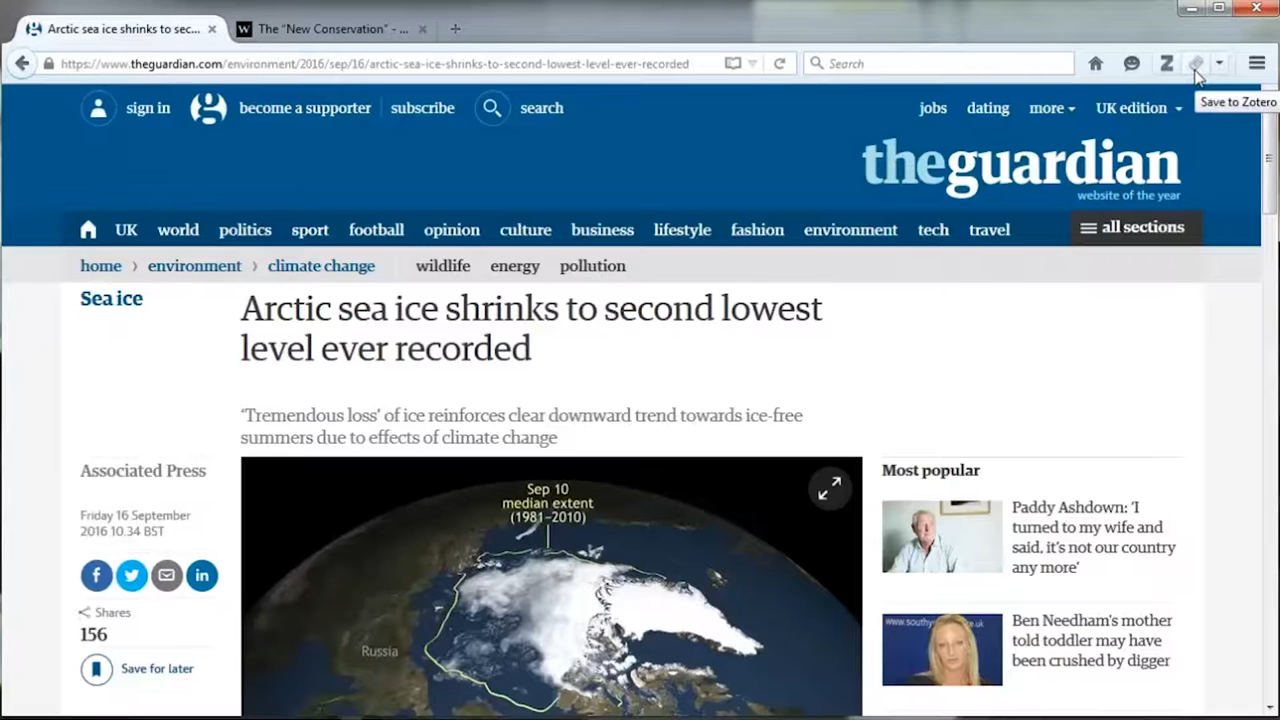 Arctic sea ice shrinks to sec...
W The “New Conservation” - ...
https://www.theguardian.com/environment/2016/sep/16/arctic-sea-ice-shrinks-to-second-lowest-level-ever-recorded
Search
Z
Save to Zotero
sign in
become a supporter
subscribe
search
jobs
dating
more
UK edition
theguardian
website of the year
UK
world
politics
sport
football
opinion
culture
business
lifestyle
fashion
environment
tech
travel
all sections
home
environment
climate change
wildlife
energy
pollution
Sea ice
Arctic sea ice shrinks to second lowest
level ever recorded
‘Tremendous loss’ of ice reinforces clear downward trend towards ice-free
summers due to effects of climate change
Associated Press
Friday 16 September
2016 10.34 BST
Shares
156
Save for later
Sep 10
median extent
(1981–2010)
Russia
Most popular
Paddy Ashdown: ‘I
turned to my wife and
said, it’s not our country
any more’
Ben Needham’s mother
told toddler may have
been crushed by digger